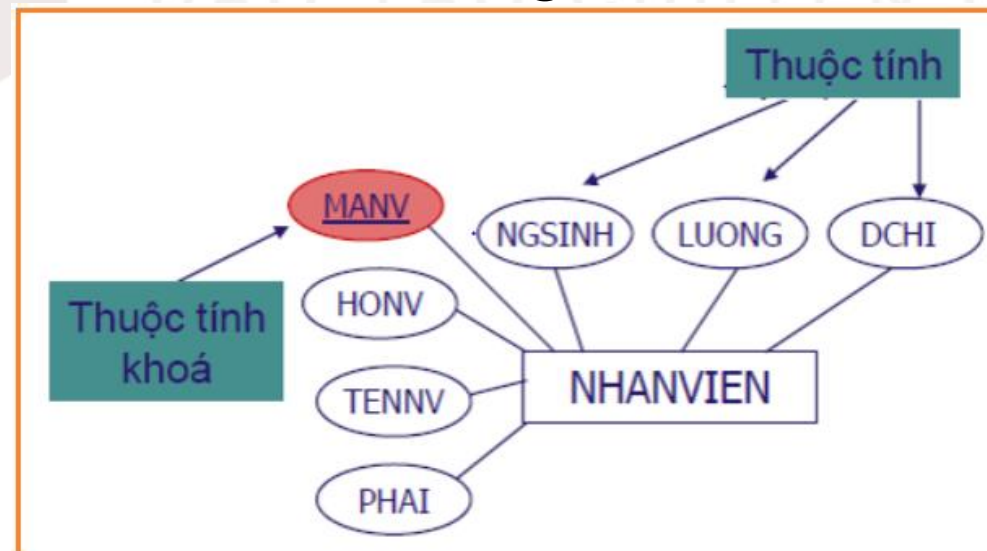 Thuộc tính
MANV
NGSINH
LUONG
DCHI
Thuộc tính
khoá
HONV
TENNV
NHANVIEN
PHAI